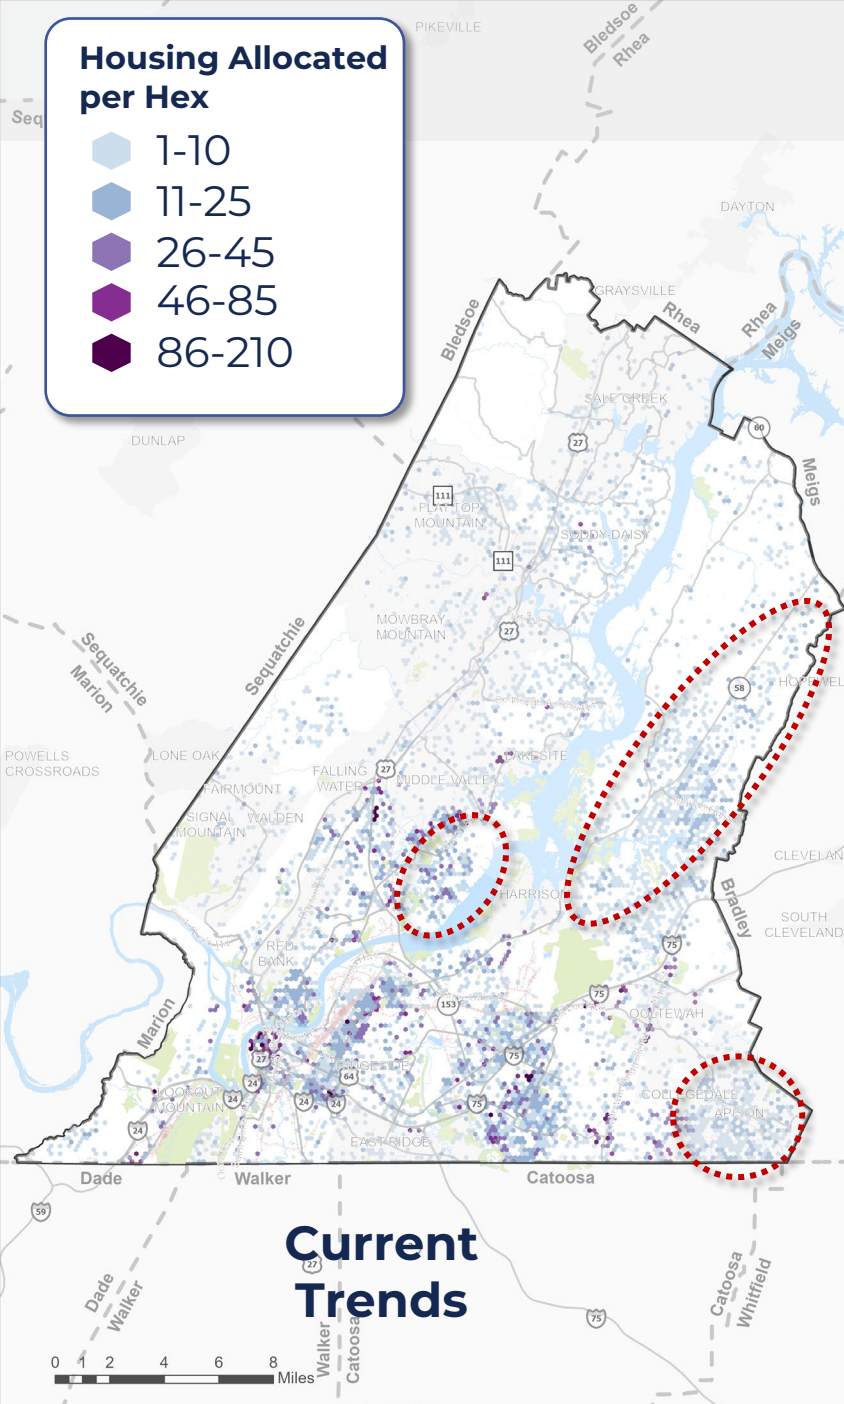 PIKEVILLE
Bledsoe
Rhea
Seq
Housing Allocated
per Hex
1-10
11-25
26-45
46-85
86-210
DAYTON
GRAYSVILLE
Bledsoe
Rhea
Rhea
Meigs
SALE CREEK
60
27
DUNLAP
Meigs
111
FLAT TOP
MOUNTAIN
SODDY-DAISY
111
MOWBRAY
MOUNTAIN
27
Sequatchie
Sequatchie
Marion
HOPEWEL
58
POWELLS
CROSSROADS
LONE OAK
LAKESITE
FALLING
WATER
27
MIDDLE VALLEY
FAIRMOUNT
SIGNAL
MOUNTAIN
WALDEN
CLEVELAN
HARRISON
Bradley
SOUTH
CLEVELAND
RED
BANK
75
75
153
OOLTEWAH
Marion
27
75
64
24
LOOKOUT
MOUNTAIN
24
24
24
75
COLLEGEDALE
APISON
24
EAST RIDGE
Dade
Walker
Catoosa
59
Current
Trends
27
75
Dade
Walker
Walker
Catoosa
Catoosa
Whitfield
0 1 2 4 6 8
Miles